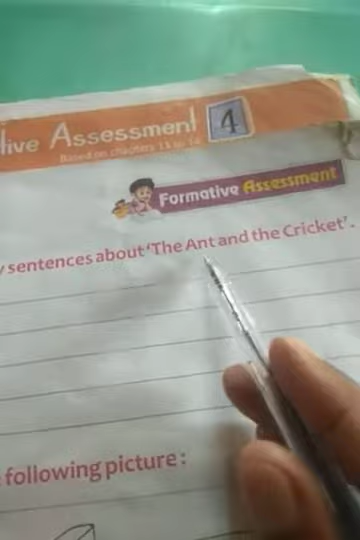 tive Assessment 4
Based on chapters 11 to 14
Formative Assessment
y sentences about 'The Ant and the Cricket'.
following picture :